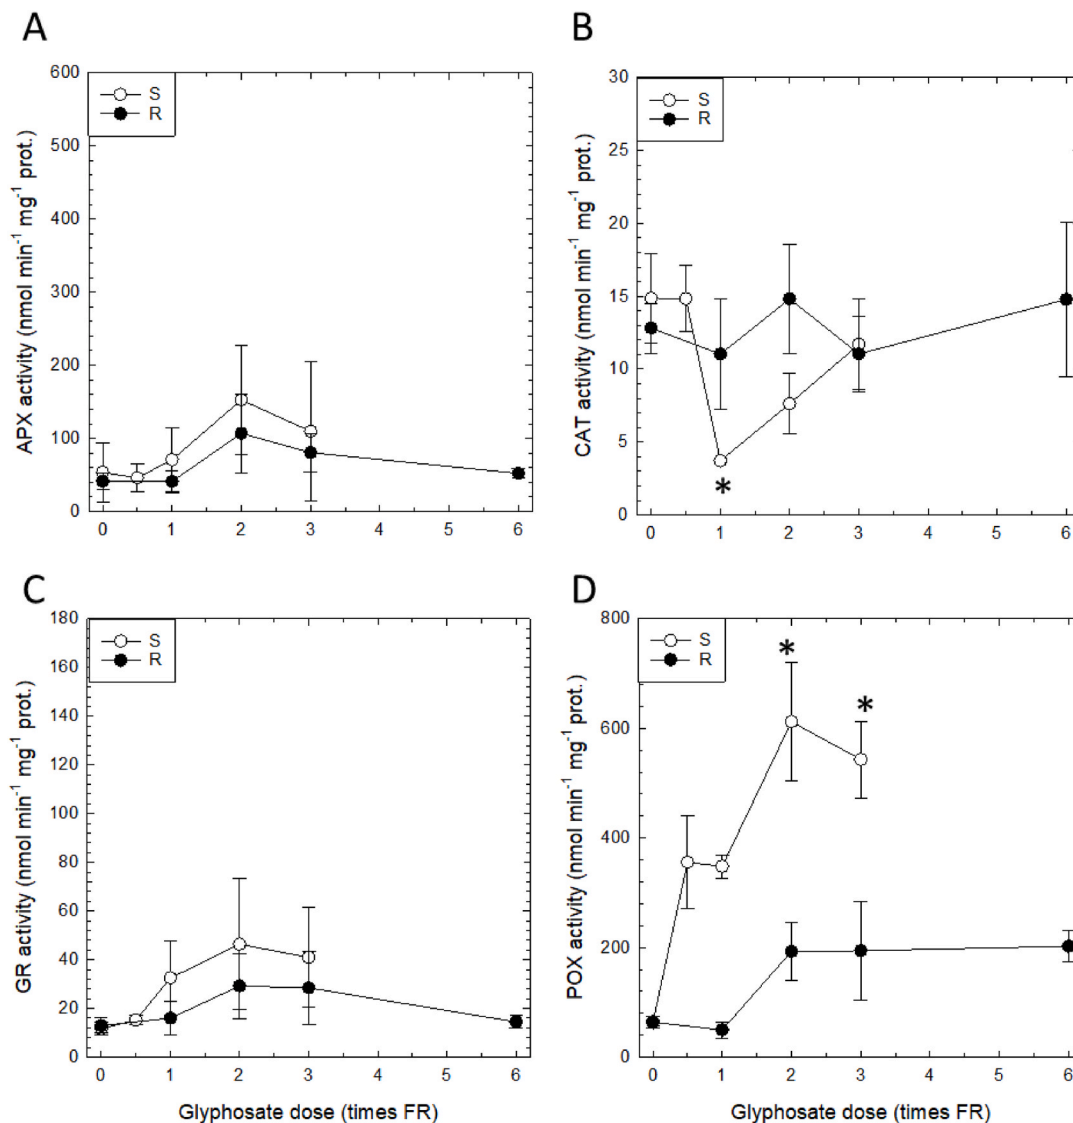 A
APX activity (nmol min⁻¹ mg⁻¹ prot.)
600
500
400
300
200
100
0
S
R
0 1 2 3 4 5 6
B
CAT activity (nmol min⁻¹ mg⁻¹ prot.)
30
25
20
15
10
5
0
S
R
*
0 1 2 3 4 5 6
C
GR activity (nmol min⁻¹ mg⁻¹ prot.)
180
160
140
120
100
80
60
40
20
0
S
R
0 1 2 3 4 5 6
Glyphosate dose (times FR)
D
POX activity (nmol min⁻¹ mg⁻¹ prot.)
800
600
400
200
0
S
R
*
*
0 1 2 3 4 5 6
Glyphosate dose (times FR)